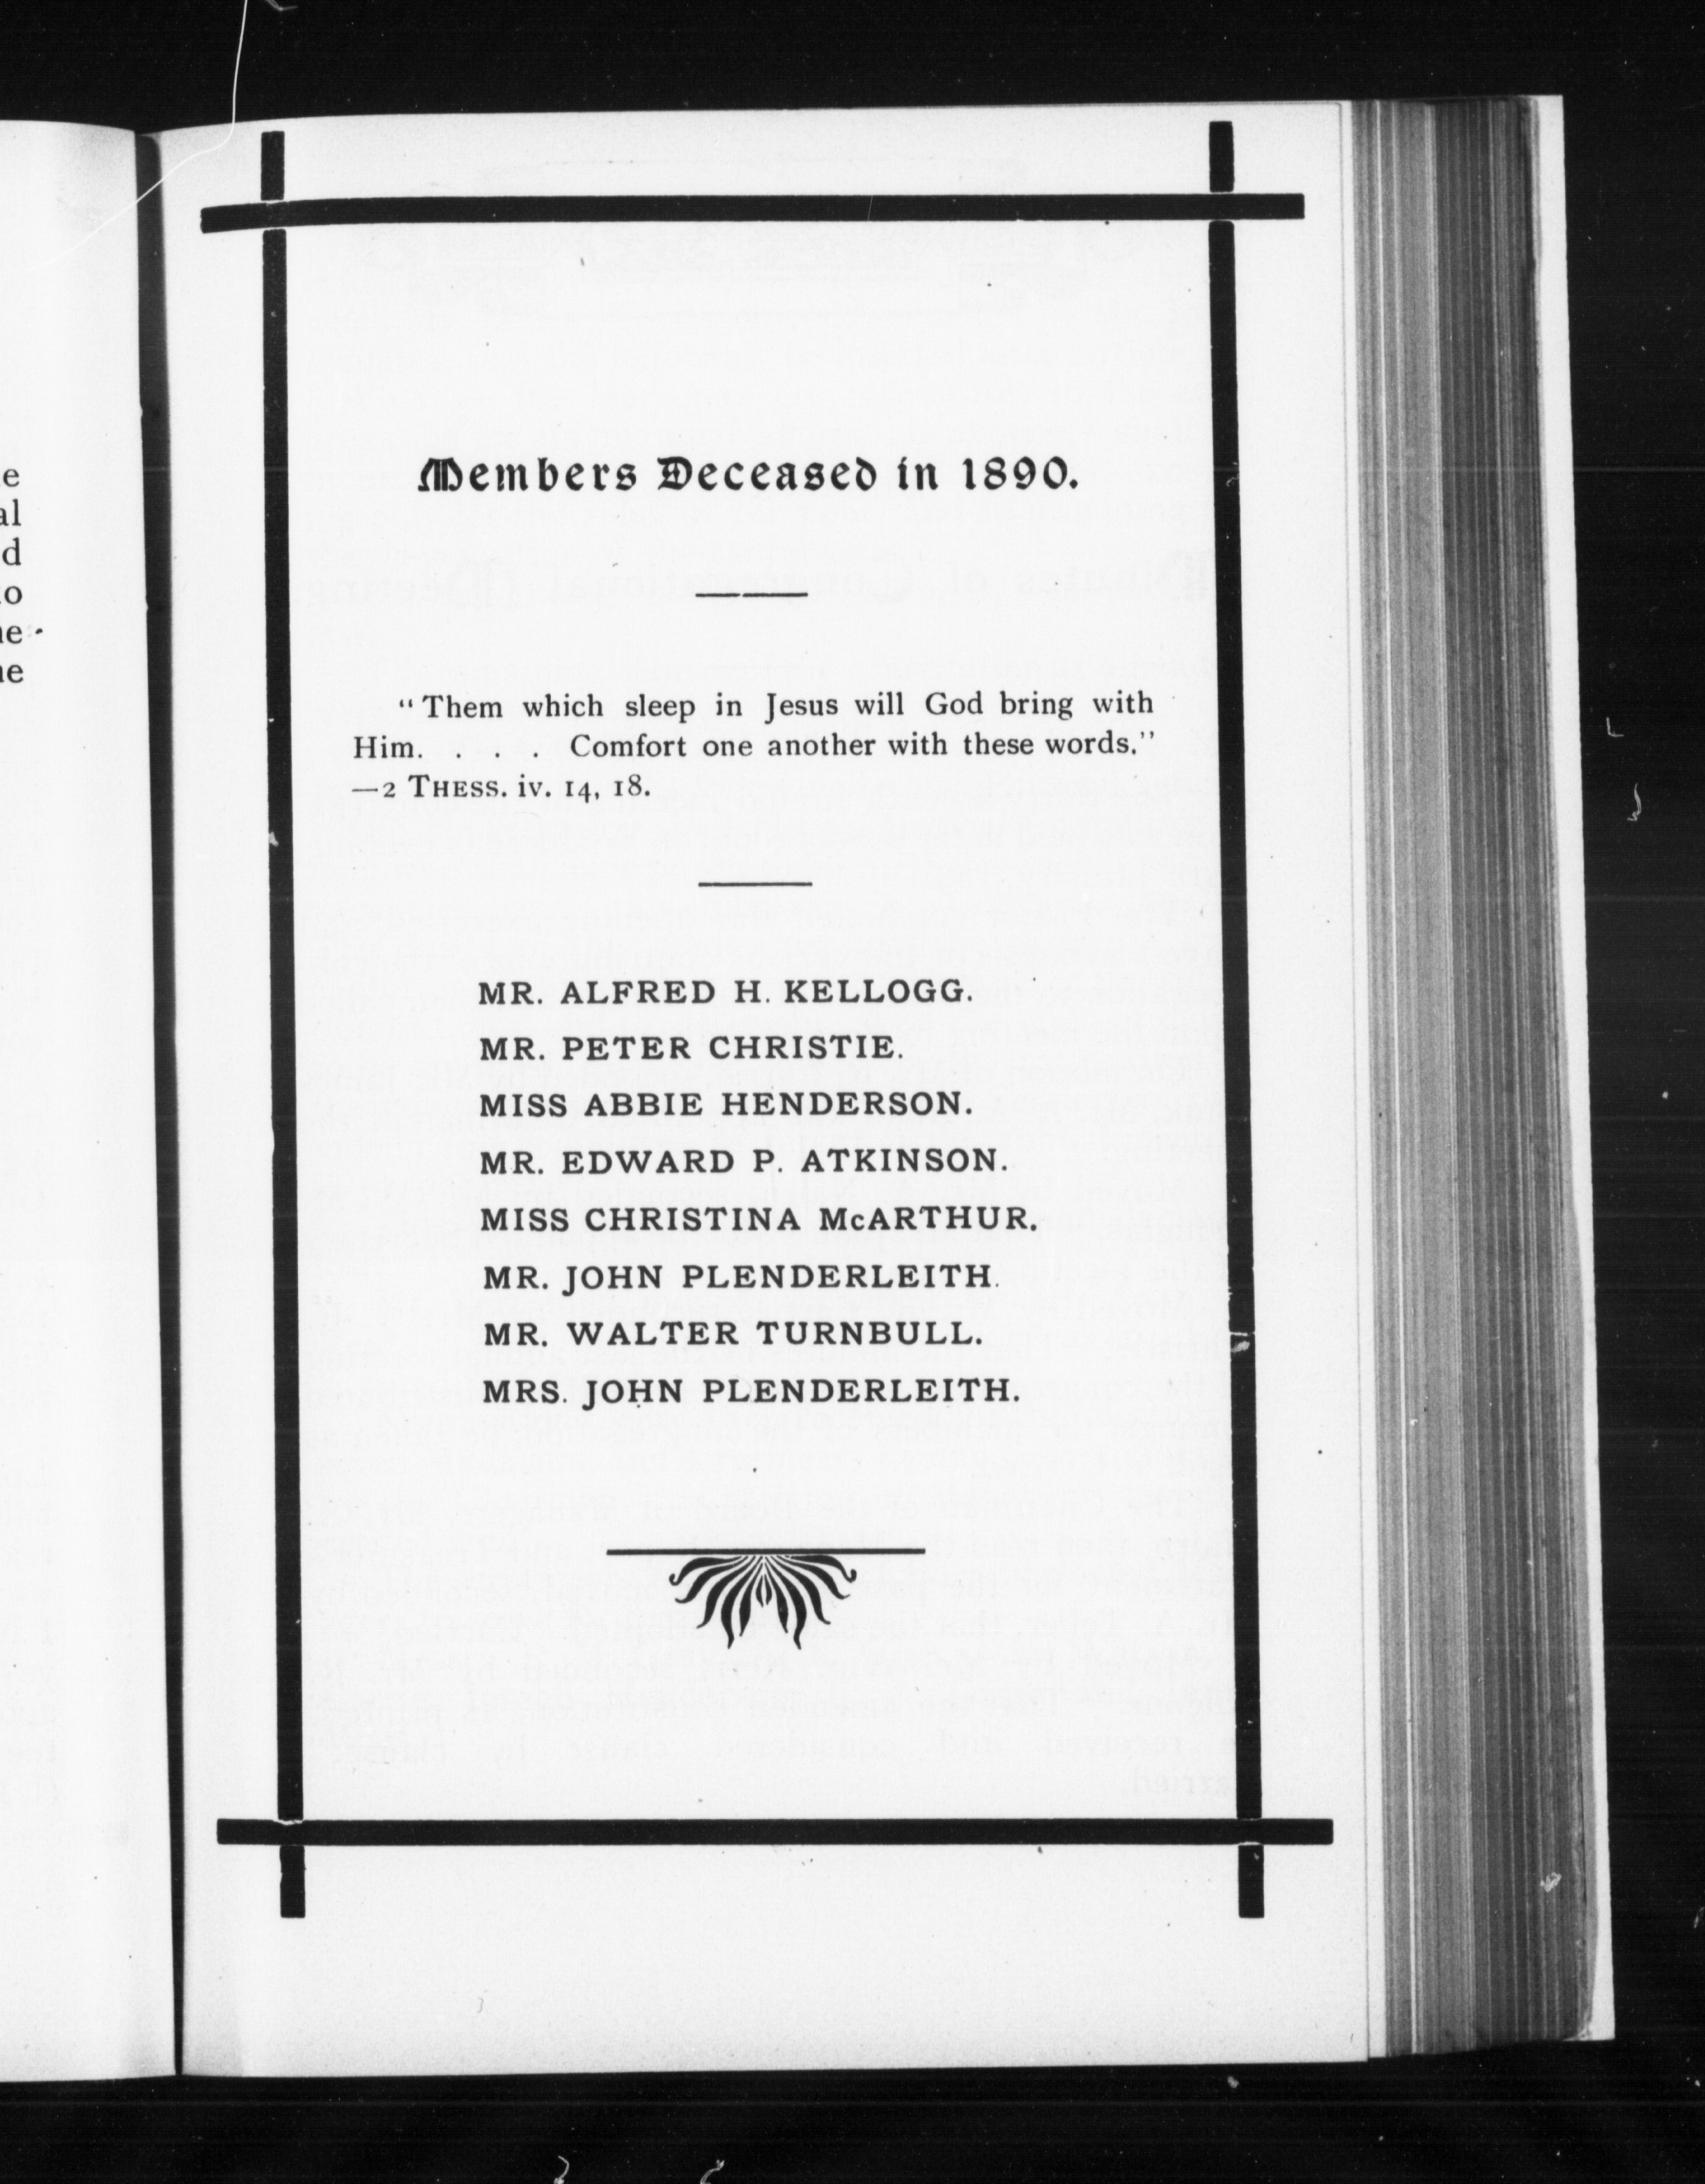 Members Deceased in 1890.
“Them which sleep in Jesus will God bring with
Him. . . . . Comfort one another with these words.”
—2 THESS. iv. 14, 18.
MR. ALFRED H. KELLOGG.
MR. PETER CHRISTIE.
MISS ABBIE HENDERSON.
MR. EDWARD P. ATKINSON.
MISS CHRISTINA McARTHUR.
MR. JOHN PLENDERLEITH.
MR. WALTER TURNBULL.
MRS. JOHN PLENDERLEITH.